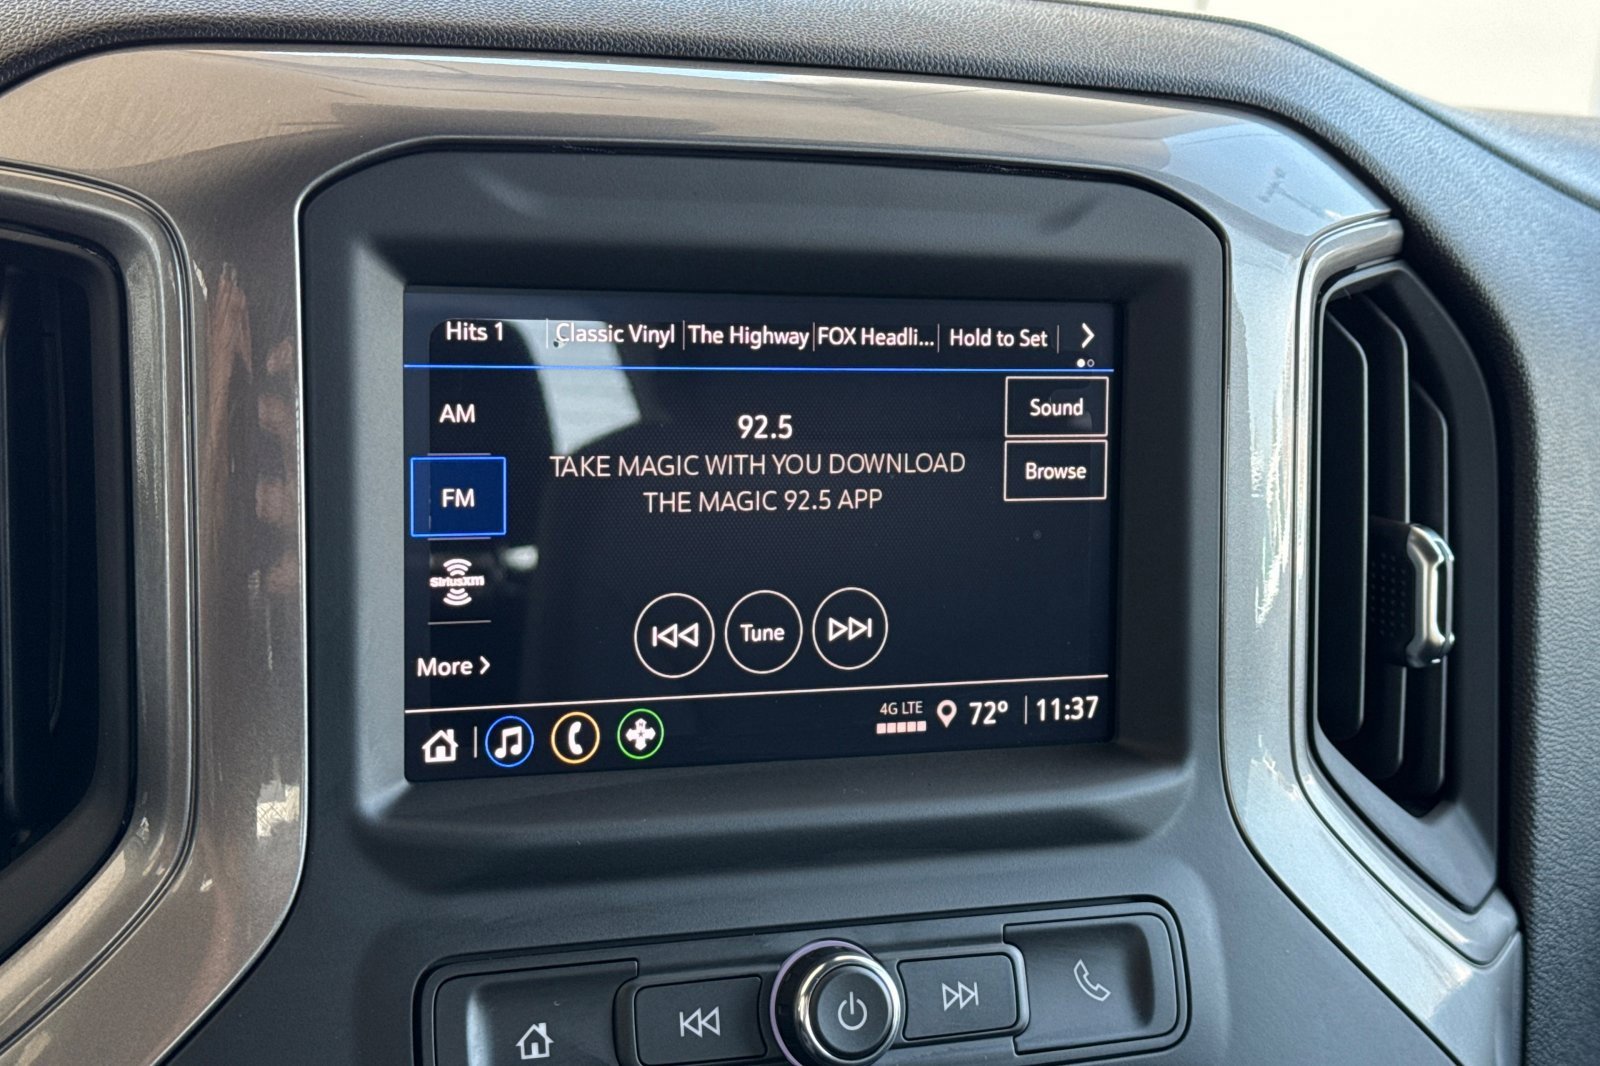 Hits 1 Classic Vinyl The Highway FOX Headli... Hold to Set
AM
92.5
Sound
TAKE MAGIC WITH YOU DOWNLOAD
Browse
FM
THE MAGIC 92.5 APP
SiriusXM
Tune
More
4G LTE
72° 11:37